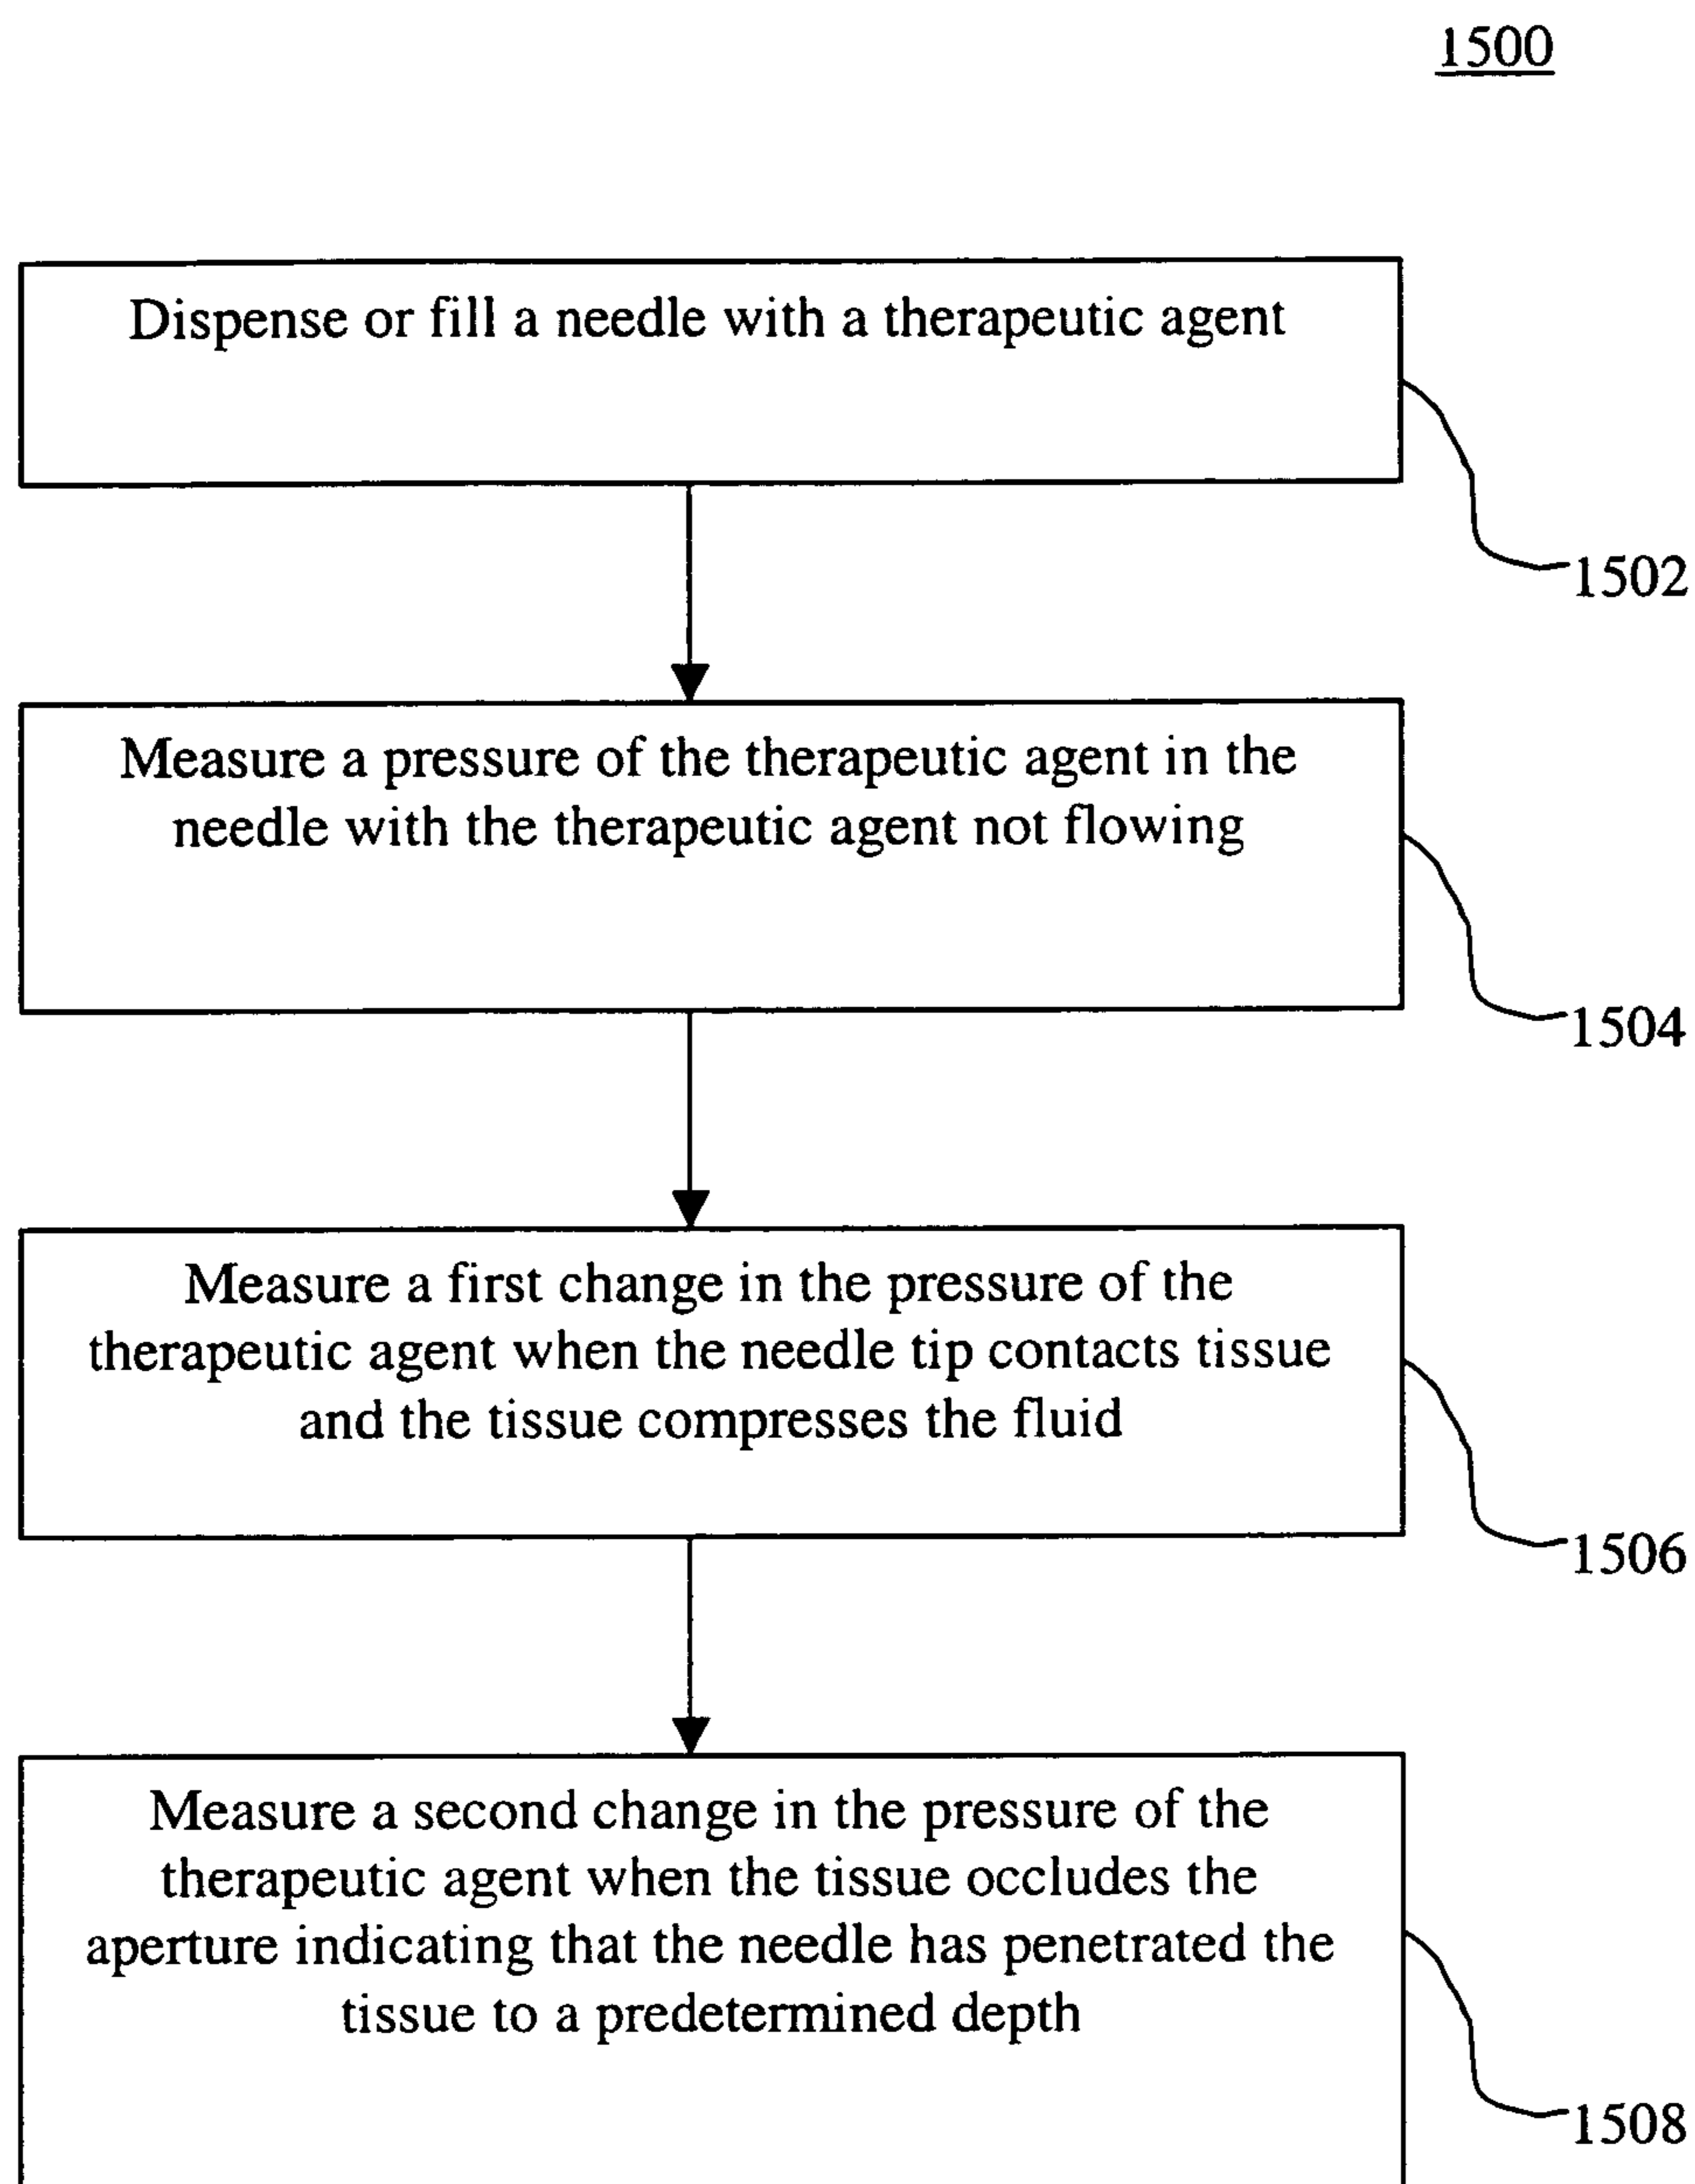 1500
Dispense or fill a needle with a therapeutic agent
1502
Measure a pressure of the therapeutic agent in the
needle with the therapeutic agent not flowing
1504
Measure a first change in the pressure of the
therapeutic agent when the needle tip contacts tissue
and the tissue compresses the fluid
1506
Measure a second change in the pressure of the
therapeutic agent when the tissue occludes the
aperture indicating that the needle has penetrated the
tissue to a predetermined depth
1508